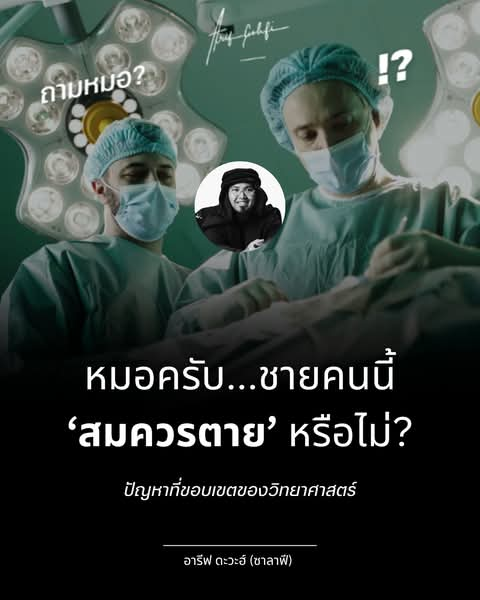 ถามหมอ?
!?
หมอครับ...ชายคนนี้
‘สมควรตาย’ หรือไม่?
ปัญหาที่ขอบเขตของวิทยาศาสตร์
อารีฟ ดะวะฮ์ (ซาลาฟี)